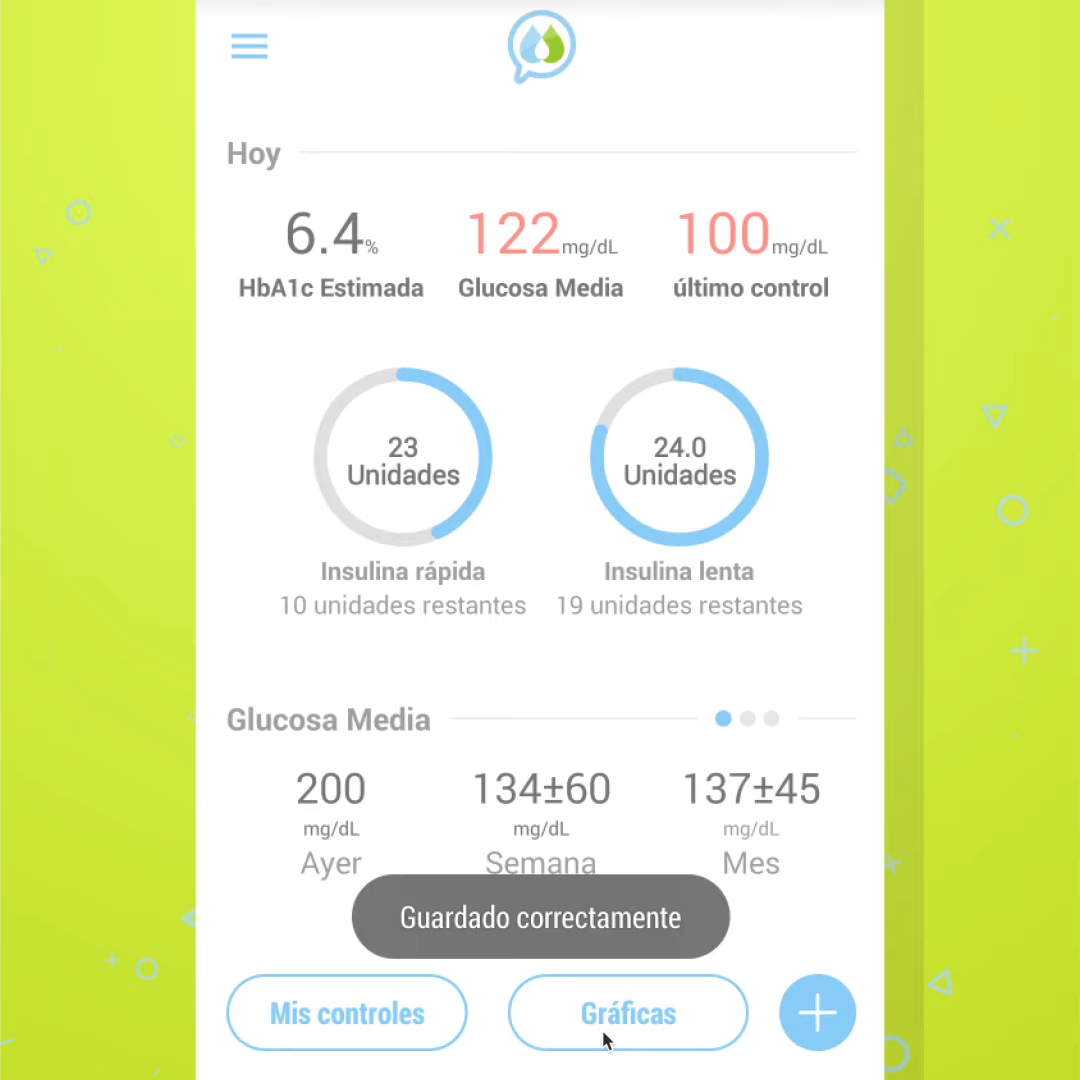 Hoy
6.4% 122mg/dL 100mg/dL
HbA1c Estimada Glucosa Media último control
23 24.0
Unidades Unidades
Insulina rápida Insulina lenta
10 unidades restantes 19 unidades restantes
Glucosa Media
200 134±60 137±45
mg/dL mg/dL mg/dL
Ayer Semana Mes
Guardado correctamente
Mis controles Gráficas +